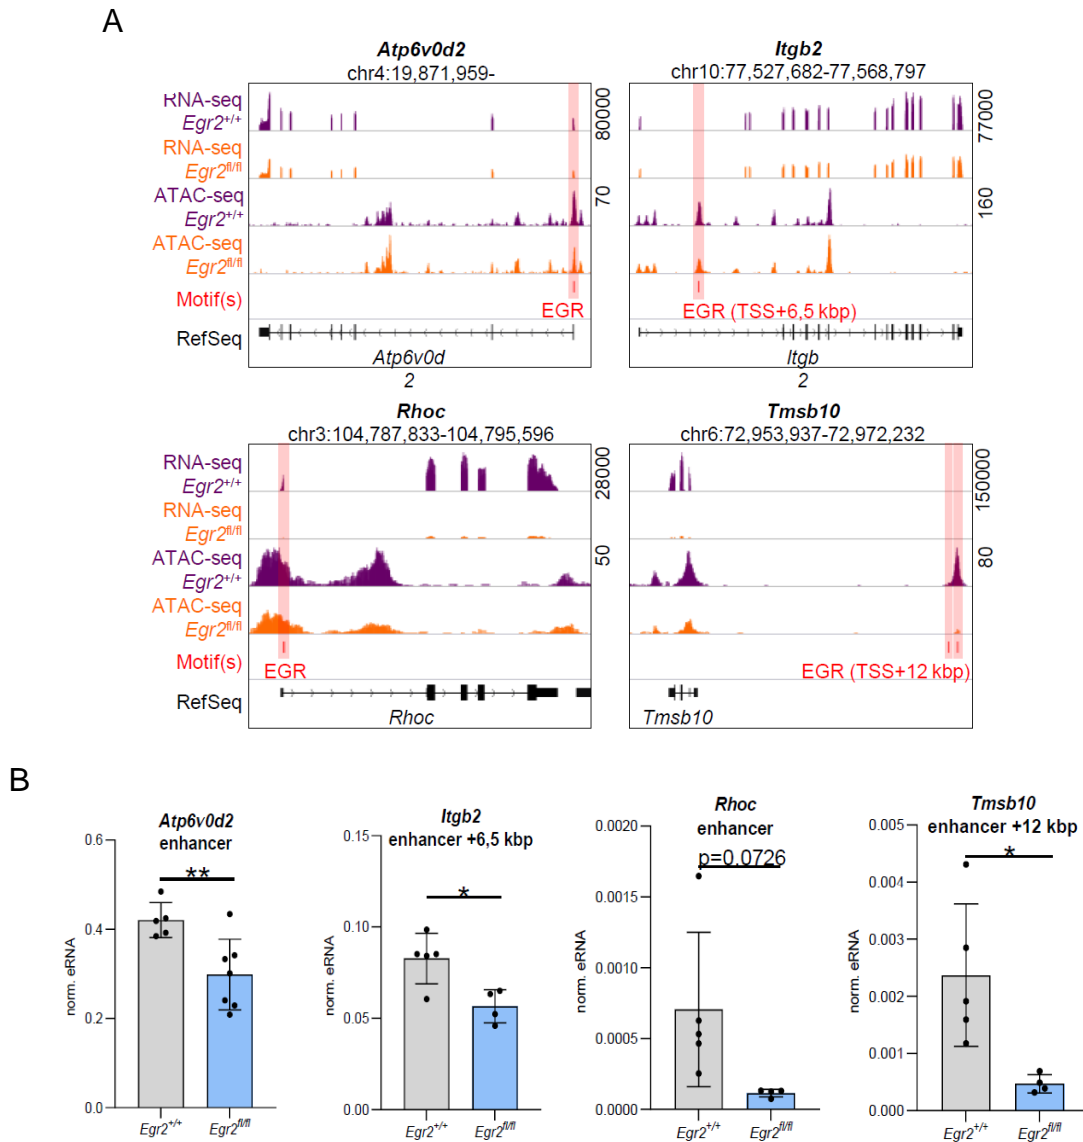 A
Atp6v0d2
chr4:19,871,959-
Itgb2
chr10:77,527,682-77,568,797
RNA-seq
Egr2+/+
RNA-seq
Egr2fl/fl
ATAC-seq
Egr2+/+
ATAC-seq
Egr2fl/fl
Motif(s)
RefSeq
80000
70
EGR
Atp6v0d
2
77000
160
EGR (TSS+6,5 kbp)
Itgb
2
Rhoc
chr3:104,787,833-104,795,596
Tmsb10
chr6:72,953,937-72,972,232
RNA-seq
Egr2+/+
RNA-seq
Egr2fl/fl
ATAC-seq
Egr2+/+
ATAC-seq
Egr2fl/fl
Motif(s)
RefSeq
28000
50
EGR
Rhoc
150000
80
EGR (TSS+12 kbp)
Tmsb10
B
Atp6v0d2
enhancer
**
norm. eRNA
0.6
0.4
0.2
0.0
Egr2+/+
Egr2fl/fl
Itgb2
enhancer +6,5 kbp
*
norm. eRNA
0.15
0.10
0.05
0.00
Egr2+/+
Egr2fl/fl
Rhoc
enhancer
p=0.0726
norm. eRNA
0.0020
0.0015
0.0010
0.0005
0.0000
Egr2+/+
Egr2fl/fl
Tmsb10
enhancer +12 kbp
*
norm. eRNA
0.005
0.004
0.003
0.002
0.001
0.000
Egr2+/+
Egr2fl/fl